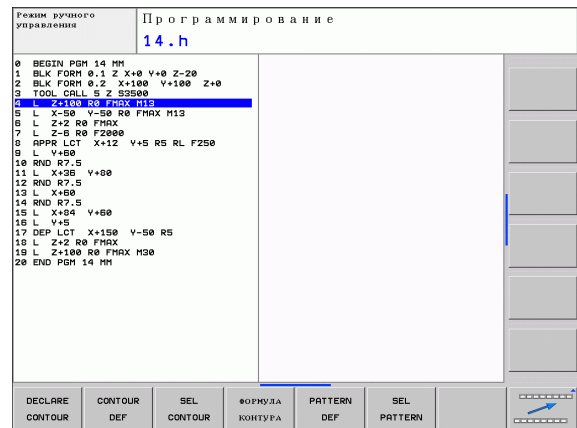 Режим ручного
управления
Программирование
14.h
0 BEGIN PGM 14 MM
1 BLK FORM 0.1 Z X+0 Y+0 Z-20
2 BLK FORM 0.2 X+100 Y+100 Z+0
3 TOOL CALL 5 Z S3500
4 L Z+100 R0 FMAX M13
5 L X-50 Y-50 R0 FMAX M13
6 L Z+2 R0 FMAX
7 L Z-6 R0 F2000
8 APPR LCT X+12 Y+5 R5 RL F250
9 L Y+60
10 RND R7.5
11 L X+36 Y+80
12 RND R7.5
13 L X+60
14 RND R7.5
15 L X+84 Y+60
16 L Y+5
17 DEP LCT X+150 Y-50 R5
18 L Z+2 R0 FMAX
19 L Z+100 R0 FMAX M30
20 END PGM 14 MM
DECLARE
CONTOUR
CONTOUR
DEF
SEL
CONTOUR
ФОРМУЛА
КОНТУРА
PATTERN
DEF
SEL
PATTERN